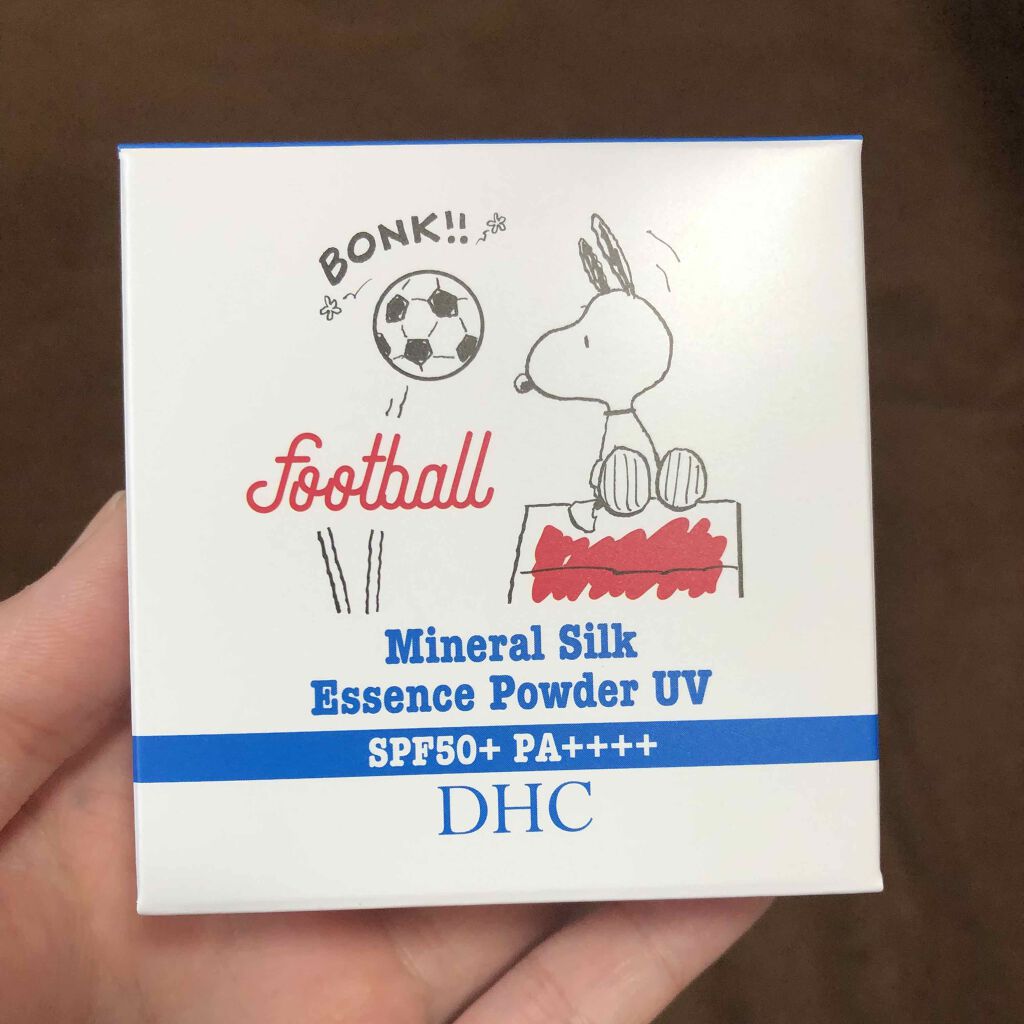 BONK!!
football
Mineral Silk
Essence Powder UV
SPF50+ PA++++
DHC